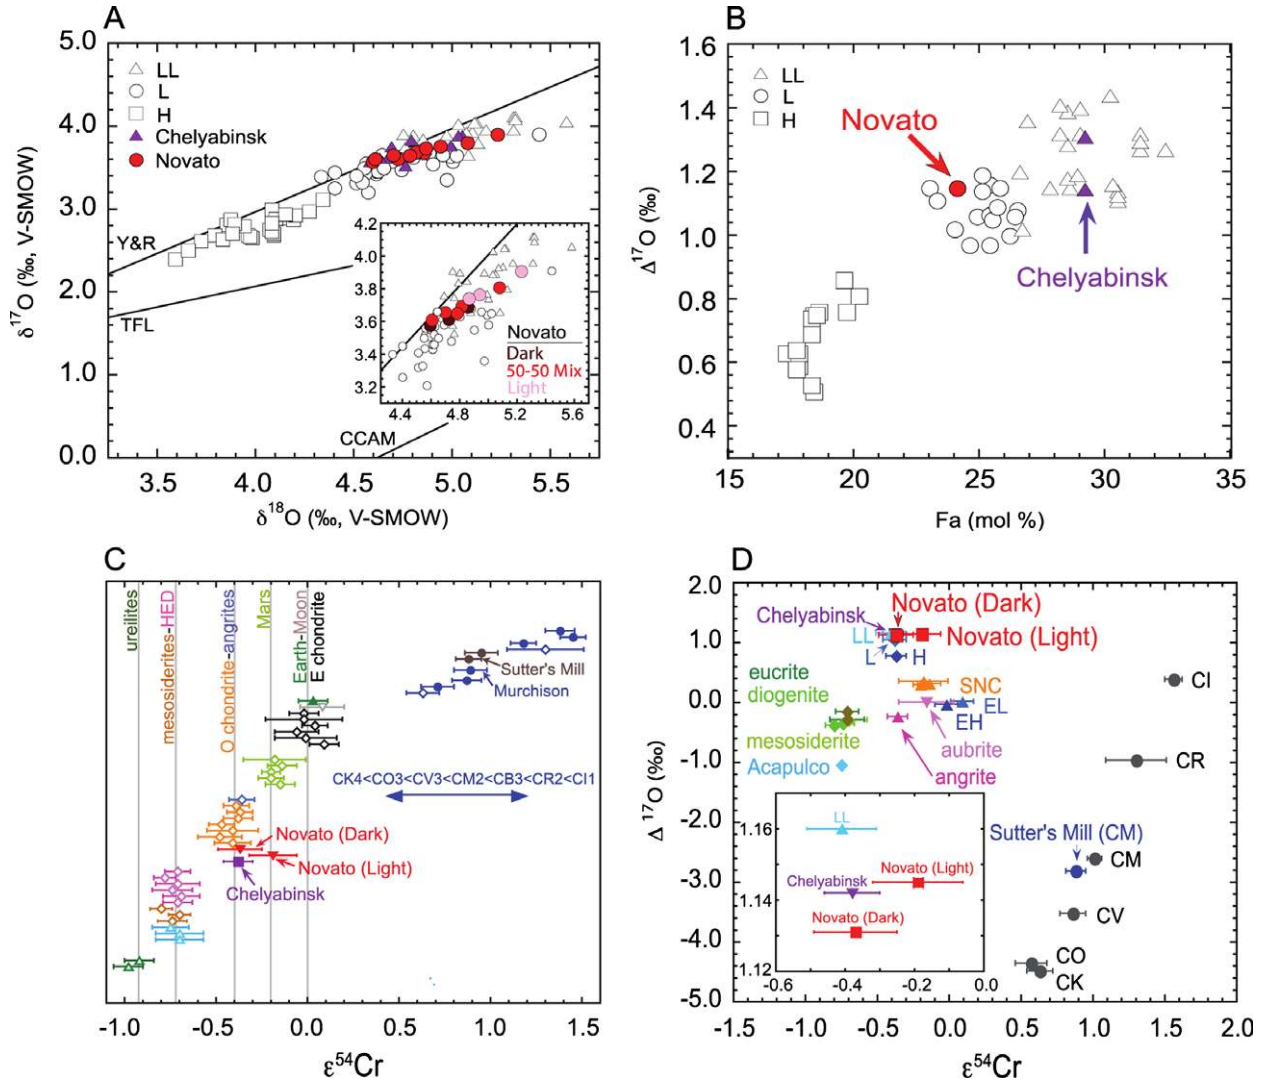 A
5.0
4.0
3.0
2.0
1.0
0.0
δ¹⁷O (‰, V-SMOW)
LL
L
H
Chelyabinsk
Novato
Y&R
TFL
CCAM
4.2
4.0
3.8
3.6
3.4
3.2
4.4 4.8 5.2 5.6
Novato
Dark
50-50 Mix
Light
3.5 4.0 4.5 5.0 5.5
δ¹⁸O (‰, V-SMOW)
B
1.6
1.4
1.2
1.0
0.8
0.6
0.4
Δ¹⁷O (‰)
LL
L
H
Novato
Chelyabinsk
15 20 25 30 35
Fa (mol %)
C
ureilites
mesosiderites-HED
O chondrite-angrites
Mars
Earth-Moon
E chondrite
Sutter's Mill
Murchison
CK4<CO3<CV3<CM2<CB3<CR2<CI1
Novato (Dark)
Novato (Light)
Chelyabinsk
-1.0 -0.5 0.0 0.5 1.0 1.5
ε⁵⁴Cr
D
2.0
1.0
0.0
-1.0
-2.0
-3.0
-4.0
-5.0
Δ ¹⁷O (‰)
Chelyabinsk
Novato (Dark)
LL
Novato (Light)
L
H
eucrite
diogenite
SNC
CI
EL
EH
mesosiderite
aubrite
Acapulco
angrite
CR
1.16
1.14
1.12
LL
Novato (Light)
Chelyabinsk
Novato (Dark)
-0.6 -0.4 -0.2 0.0
Sutter's Mill (CM)
CM
CV
CO
CK
-1.5 -1.0 -0.5 0.0 0.5 1.0 1.5 2.0
ε⁵⁴Cr